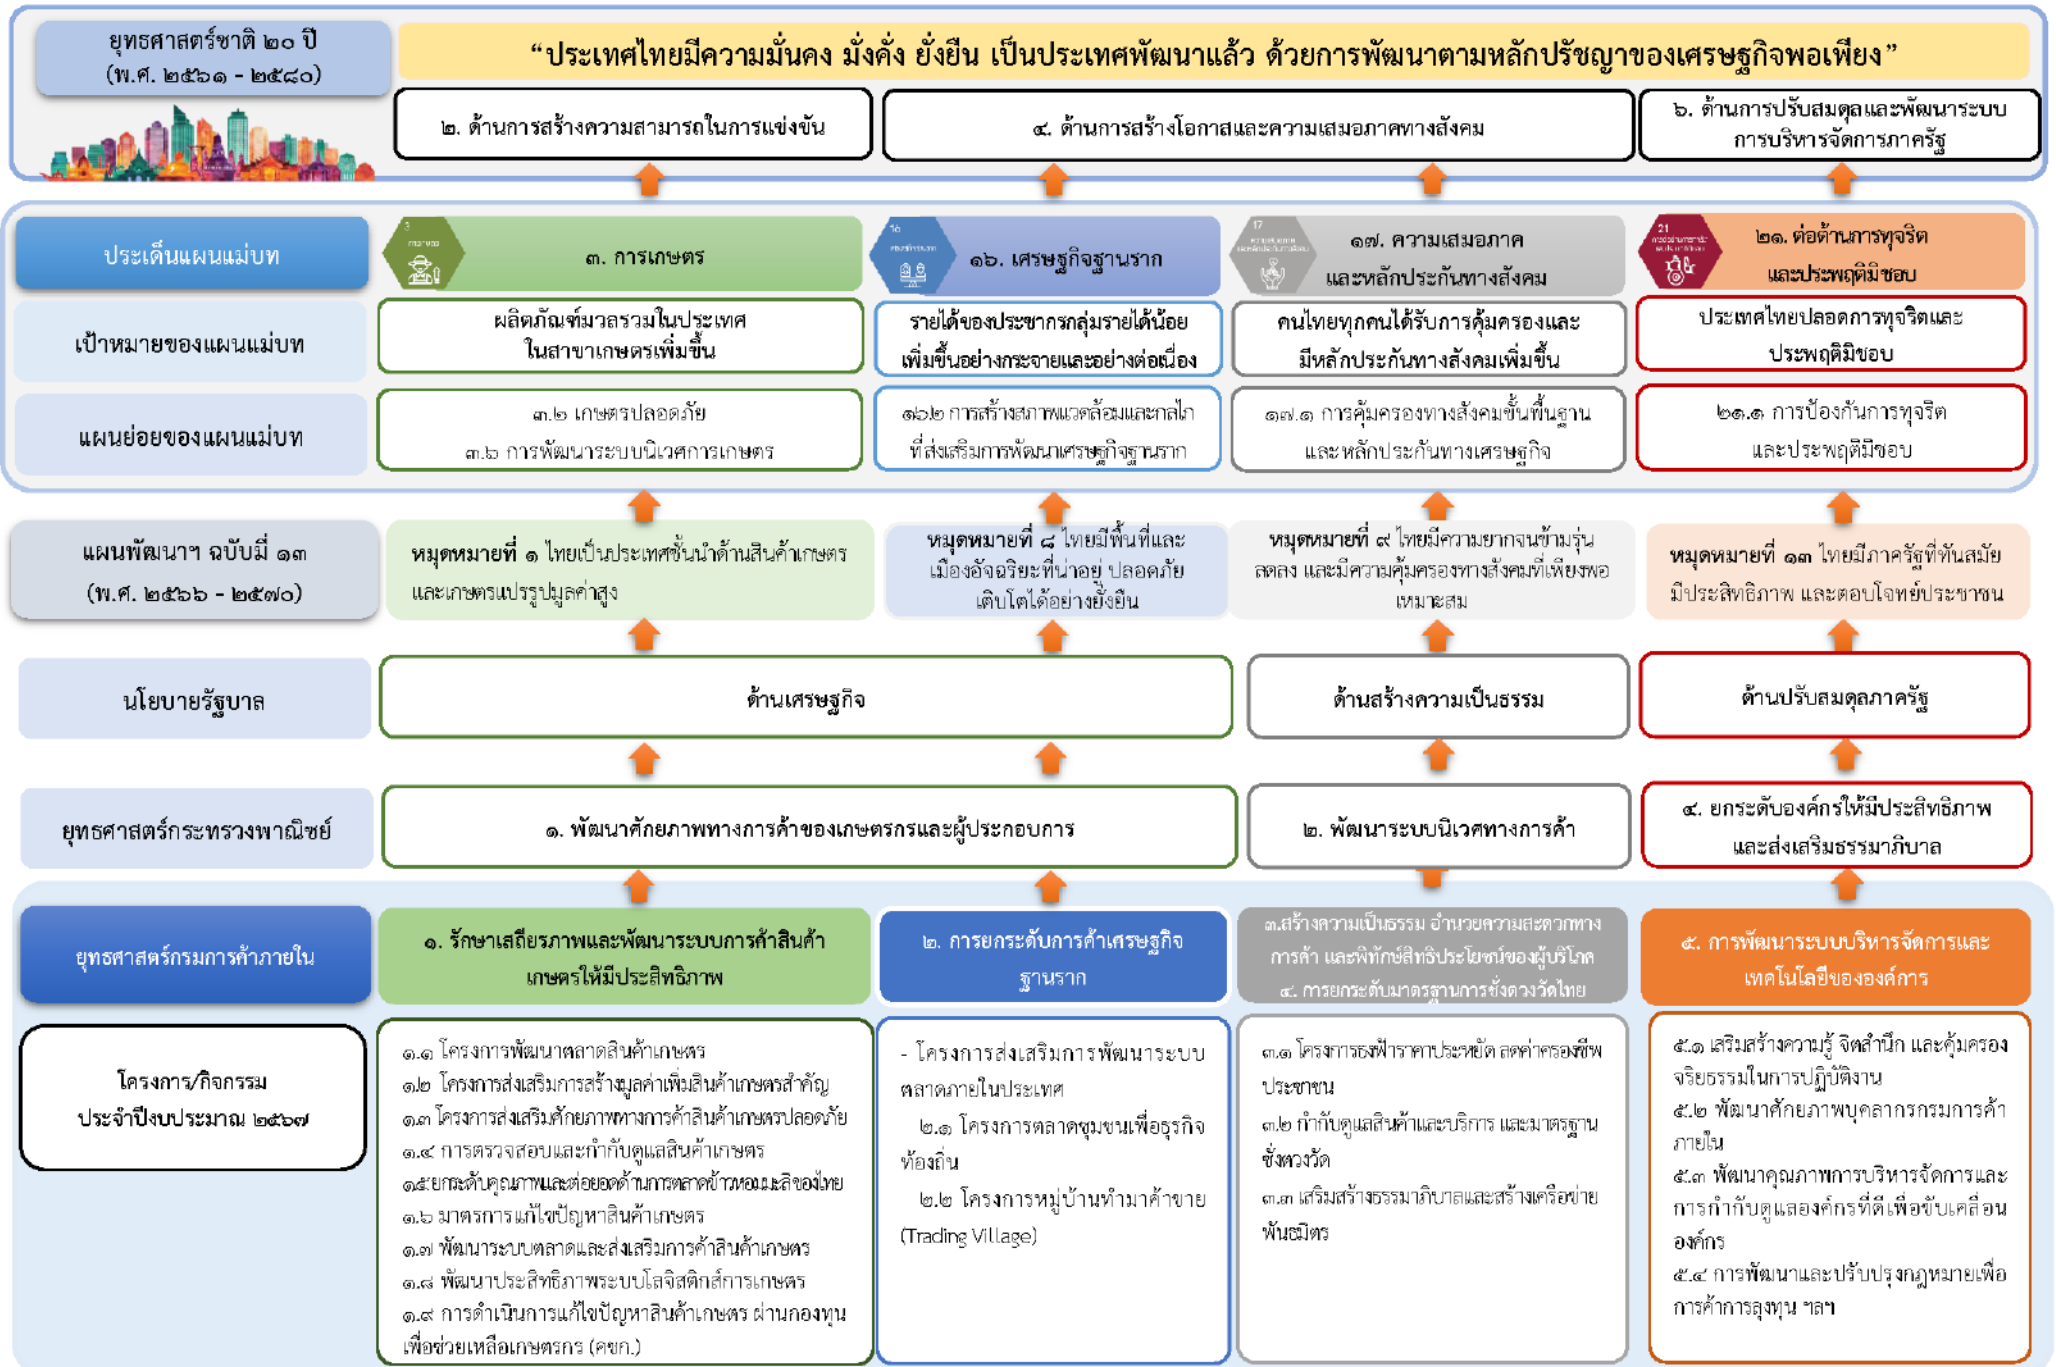 ยุทธศาสตร์ชาติ ๒๐ ปี
(พ.ศ. ๒๕๖๑ - ๒๕๘๐)
“ประเทศไทยมีความมั่นคง มั่งคั่ง ยั่งยืน เป็นประเทศพัฒนาแล้ว ด้วยการพัฒนาตามหลักปรัชญาของเศรษฐกิจพอเพียง”
๒. ด้านการสร้างความสามารถในการแข่งขัน
๔. ด้านการสร้างโอกาสและความเสมอภาคทางสังคม
๖. ด้านการปรับสมดุลและพัฒนาระบบ
การบริหารจัดการภาครัฐ
ประเด็นแผนแม่บท
3
๓. การเกษตร
16
๑๖. เศรษฐกิจฐานราก
17
๑๗. ความเสมอภาค
และหลักประกันทางสังคม
21
๒๑. ต่อต้านการทุจริต
และประพฤติมิชอบ
เป้าหมายของแผนแม่บท
ผลิตภัณฑ์มวลรวมในประเทศ
ในสาขาเกษตรเพิ่มขึ้น
รายได้ของประชากรกลุ่มรายได้น้อย
เพิ่มขึ้นอย่างกระจายและอย่างต่อเนื่อง
คนไทยทุกคนได้รับการคุ้มครองและ
มีหลักประกันทางสังคมเพิ่มขึ้น
ประเทศไทยปลอดการทุจริตและ
ประพฤติมิชอบ
แผนย่อยของแผนแม่บท
๓.๒ เกษตรปลอดภัย
๓.๖ การพัฒนาระบบนิเวศการเกษตร
๑๖.๒ การสร้างสภาพแวดล้อมและกลไก
ที่ส่งเสริมการพัฒนาเศรษฐกิจฐานราก
๑๗.๑ การคุ้มครองทางสังคมขั้นพื้นฐาน
และหลักประกันทางเศรษฐกิจ
๒๑.๑ การป้องกันการทุจริต
และประพฤติมิชอบ
แผนพัฒนาฯ ฉบับมี่ ๑๓
(พ.ศ. ๒๕๖๖ - ๒๕๗๐)
หมุดหมายที่ ๑ ไทยเป็นประเทศชั้นนำด้านสินค้าเกษตร
และเกษตรแปรรูปมูลค่าสูง
หมุดหมายที่ ๘ ไทยมีพื้นที่และ
เมืองอัจฉริยะที่น่าอยู่ ปลอดภัย
เติบโตได้อย่างยั่งยืน
หมุดหมายที่ ๙ ไทยมีความยากจนข้ามรุ่น
ลดลง และมีความคุ้มครองทางสังคมที่เพียงพอ
เหมาะสม
หมุดหมายที่ ๑๓ ไทยมีภาครัฐที่ทันสมัย
มีประสิทธิภาพ และตอบโจทย์ประชาชน
นโยบายรัฐบาล
ด้านเศรษฐกิจ
ด้านสร้างความเป็นธรรม
ด้านปรับสมดุลภาครัฐ
ยุทธศาสตร์กระทรวงพาณิชย์
๑. พัฒนาศักยภาพทางการค้าของเกษตรกรและผู้ประกอบการ
๒. พัฒนาระบบนิเวศทางการค้า
๔. ยกระดับองค์กรให้มีประสิทธิภาพ
และส่งเสริมธรรมาภิบาล
ยุทธศาสตร์กรมการค้าภายใน
๑. รักษาเสถียรภาพและพัฒนาระบบการค้าสินค้า
เกษตรให้มีประสิทธิภาพ
๒. การยกระดับการค้าเศรษฐกิจ
ฐานราก
๓.สร้างความเป็นธรรม อำนวยความสะดวกทาง
การค้า และพิทักษ์สิทธิประโยชน์ของผู้บริโภค
๔. การยกระดับมาตรฐานการชั่งตวงวัดไทย
๕. การพัฒนาระบบบริหารจัดการและ
เทคโนโลยีขององค์การ
โครงการ/กิจกรรม
ประจำปีงบประมาณ ๒๕๖๗
๑.๑ โครงการพัฒนาตลาดสินค้าเกษตร
๑.๒ โครงการส่งเสริมการสร้างมูลค่าเพิ่มสินค้าเกษตรสำคัญ
๑.๓ โครงการส่งเสริมศักยภาพทางการค้าสินค้าเกษตรปลอดภัย
๑.๔ การตรวจสอบและกำกับดูแลสินค้าเกษตร
๑.๕ ยกระดับคุณภาพและต่อยอดด้านการตลาดข้าวหอมมะลิของไทย
๑.๖ มาตรการแก้ไขปัญหาสินค้าเกษตร
๑.๗ พัฒนาระบบตลาดและส่งเสริมการค้าสินค้าเกษตร
๑.๘ พัฒนาประสิทธิภาพระบบโลจิสติกส์การเกษตร
๑.๙ การดำเนินการแก้ไขปัญหาสินค้าเกษตร ผ่านกองทุน
เพื่อช่วยเหลือเกษตรกร (คชก.)
- โครงการส่งเสริมการพัฒนาระบบ
ตลาดภายในประเทศ
๒.๑ โครงการตลาดชุมชนเพื่อธุรกิจ
ท้องถิ่น
๒.๒ โครงการหมู่บ้านทำมาค้าขาย
(Trading Village)
๓.๑ โครงการธงฟ้าราคาประหยัด ลดค่าครองชีพ
ประชาชน
๓.๒ กำกับดูแลสินค้าและบริการ และมาตรฐาน
ชั่งตวงวัด
๓.๓ เสริมสร้างธรรมาภิบาลและสร้างเครือข่าย
พันธมิตร
๕.๑ เสริมสร้างความรู้ จิตสำนึก และคุ้มครอง
จริยธรรมในการปฏิบัติงาน
๕.๒ พัฒนาศักยภาพบุคลากรกรมการค้า
ภายใน
๕.๓ พัฒนาคุณภาพการบริหารจัดการและ
การกำกับดูแลองค์กรที่ดีเพื่อขับเคลื่อน
องค์กร
๕.๔ การพัฒนาและปรับปรุงกฎหมายเพื่อ
การค้าการลงทุน ฯลฯ